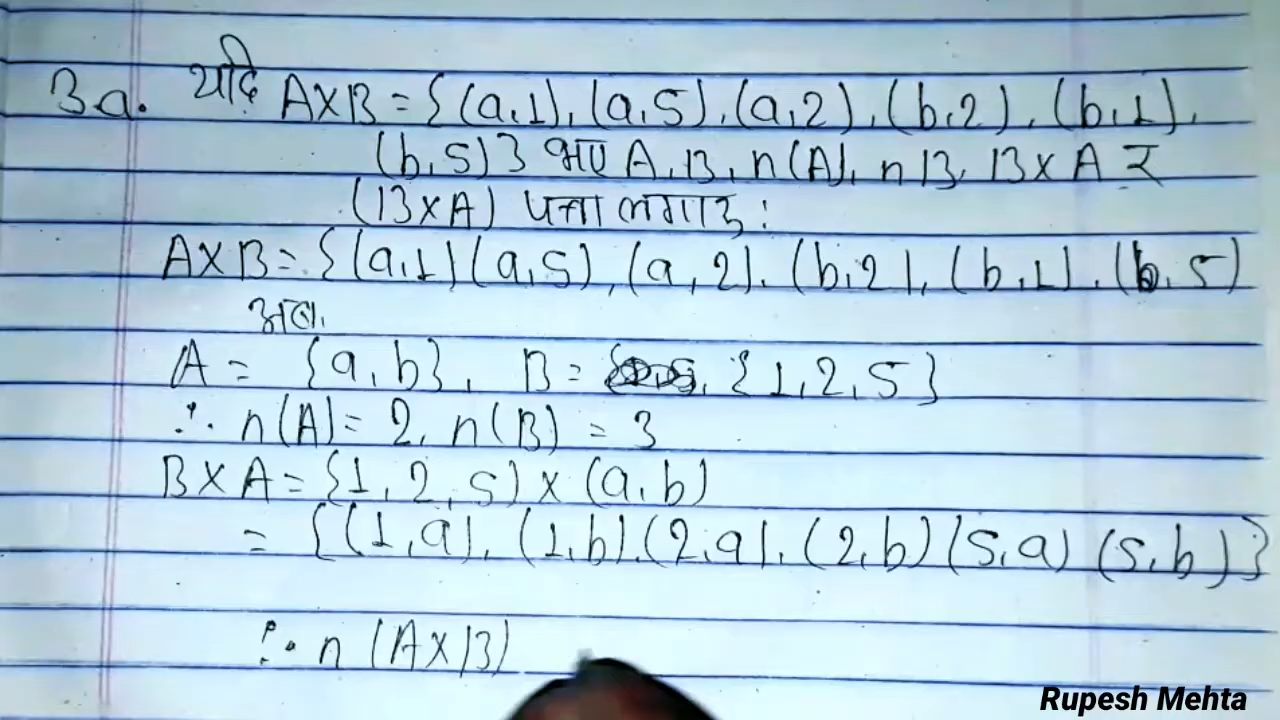 3a. यदि A×B = {(a,1), (a,5), (a,2), (b,2), (b,1),
(b,5)} भए A, B, n(A), n B, B×A र
(B×A) पत्ता लगाऊ :
A×B = {(a,1) (a,5), (a,2), (b,2), (b,1), (b,5)
अब,
A = {a, b}, B = {1, 2, 5}
∴ n(A) = 2, n(B) = 3
B×A = {1, 2, 5) × (a, b)
= {(1,a), (1,b), (2,a), (2,b) (5,a) (5,b)}
∴ n (A×B)
Rupesh Mehta